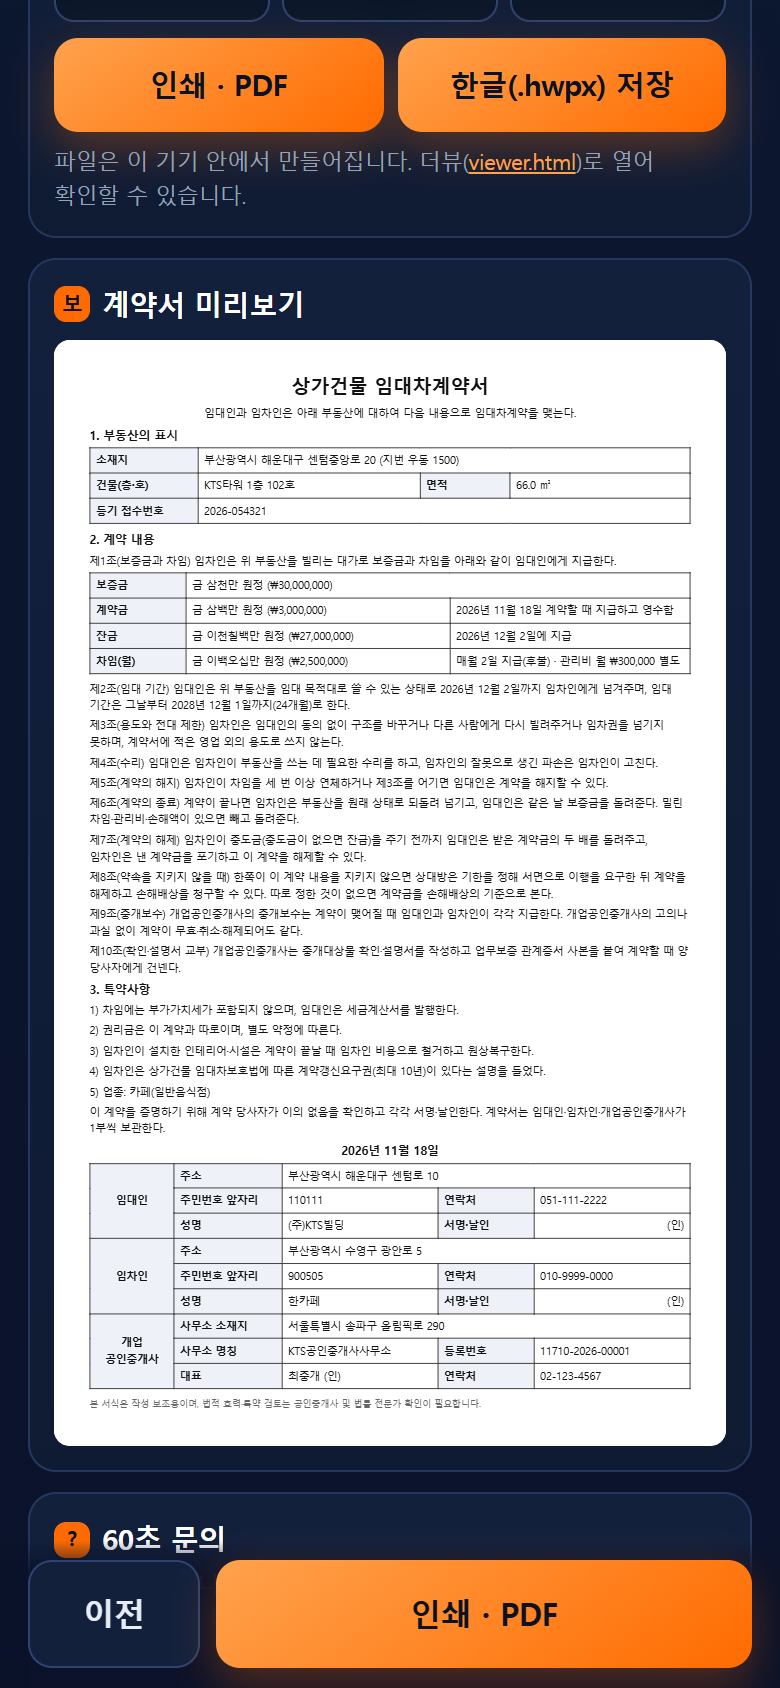 인쇄 · PDF
한글(.hwpx) 저장
파일은 이 기기 안에서 만들어집니다. 더뷰(viewer.html)로 열어
확인할 수 있습니다.
보 계약서 미리보기
상가건물 임대차계약서
임대인과 임차인은 아래 부동산에 대하여 다음 내용으로 임대차계약을 맺는다.
1. 부동산의 표시
소재지 부산광역시 해운대구 센텀중앙로 20 (지번 우동 1500)
건물(층·호) KTS타워 1층 102호 면적 66.0 ㎡
등기 접수번호 2026-054321
2. 계약 내용
제1조(보증금과 차임) 임차인은 위 부동산을 빌리는 대가로 보증금과 차임을 아래와 같이 임대인에게 지급한다.
보증금 금 삼천만 원정 (₩30,000,000)
계약금 금 삼백만 원정 (₩3,000,000) 2026년 11월 18일 계약할 때 지급하고 영수함
잔금 금 이천칠백만 원정 (₩27,000,000) 2026년 12월 2일에 지급
차임(월) 금 이백오십만 원정 (₩2,500,000) 매월 2일 지급(후불) · 관리비 월 ₩300,000 별도
제2조(임대 기간) 임대인은 위 부동산을 임대 목적대로 쓸 수 있는 상태로 2026년 12월 2일까지 임차인에게 넘겨주며, 임대
기간은 그날부터 2028년 12월 1일까지(24개월)로 한다.
제3조(용도와 전대 제한) 임차인은 임대인의 동의 없이 구조를 바꾸거나 다른 사람에게 다시 빌려주거나 임차권을 넘기지
못하며, 계약서에 적은 영업 외의 용도로 쓰지 않는다.
제4조(수리) 임대인은 임차인이 부동산을 쓰는 데 필요한 수리를 하고, 임차인의 잘못으로 생긴 파손은 임차인이 고친다.
제5조(계약의 해지) 임차인이 차임을 세 번 이상 연체하거나 제3조를 어기면 임대인은 계약을 해지할 수 있다.
제6조(계약의 종료) 계약이 끝나면 임차인은 부동산을 원래 상태로 되돌려 넘기고, 임대인은 같은 날 보증금을 돌려준다. 밀린
차임·관리비·손해액이 있으면 빼고 돌려준다.
제7조(계약의 해제) 임차인이 중도금(중도금이 없으면 잔금)을 주기 전까지 임대인은 받은 계약금의 두 배를 돌려주고,
임차인은 낸 계약금을 포기하고 이 계약을 해제할 수 있다.
제8조(약속을 지키지 않을 때) 한쪽이 이 계약 내용을 지키지 않으면 상대방은 기한을 정해 서면으로 이행을 요구한 뒤 계약을
해제하고 손해배상을 청구할 수 있다. 따로 정한 것이 없으면 계약금을 손해배상의 기준으로 본다.
제9조(중개보수) 개업공인중개사의 중개보수는 계약이 맺어질 때 임대인과 임차인이 각각 지급한다. 개업공인중개사의 고의나
과실 없이 계약이 무효·취소·해제되어도 같다.
제10조(확인·설명서 교부) 개업공인중개사는 중개대상물 확인·설명서를 작성하고 업무보증 관계증서 사본을 붙여 계약할 때 양
당사자에게 건넨다.
3. 특약사항
1) 차임에는 부가가치세가 포함되지 않으며, 임대인은 세금계산서를 발행한다.
2) 권리금은 이 계약과 따로이며, 별도 약정에 따른다.
3) 임차인이 설치한 인테리어·시설은 계약이 끝날 때 임차인 비용으로 철거하고 원상복구한다.
4) 임차인은 상가건물 임대차보호법에 따른 계약갱신요구권(최대 10년)이 있다는 설명을 들었다.
5) 업종: 카페(일반음식점)
이 계약을 증명하기 위해 계약 당사자가 이의 없음을 확인하고 각각 서명·날인한다. 계약서는 임대인·임차인·개업공인중개사가
1부씩 보관한다.
2026년 11월 18일
임대인 주소 부산광역시 해운대구 센텀로 10
주민번호 앞자리 110111 연락처 051-111-2222
성명 (주)KTS빌딩 서명·날인 (인)
임차인 주소 부산광역시 수영구 광안로 5
주민번호 앞자리 900505 연락처 010-9999-0000
성명 한카페 서명·날인 (인)
개업
공인중개사 사무소 소재지 서울특별시 송파구 올림픽로 290
사무소 명칭 KTS공인중개사사무소 등록번호 11710-2026-00001
대표 최중개 (인) 연락처 02-123-4567
본 서식은 작성 보조용이며, 법적 효력·특약 검토는 공인중개사 및 법률 전문가 확인이 필요합니다.
? 60초 문의
이전
인쇄 · PDF